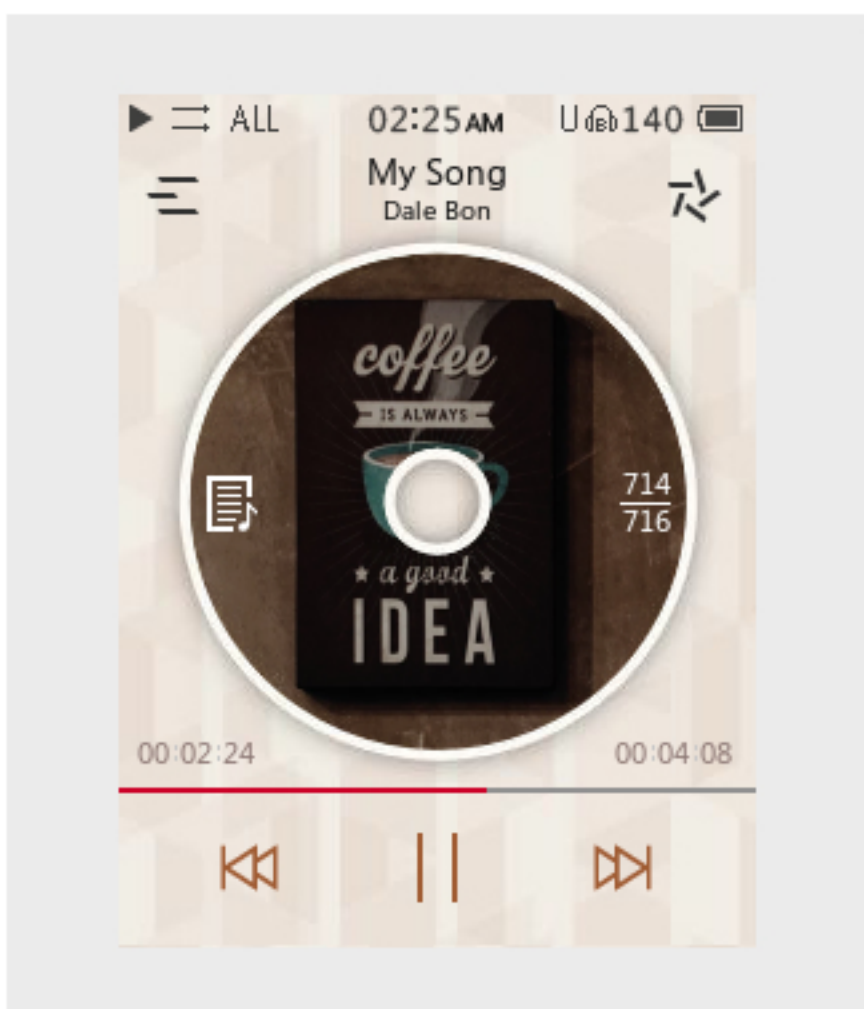 ALL 02:25AM U dB 140
My Song
Dale Bon
coffee
IS ALWAYS
714
716
a good
IDEA
00:02:24 00:04:08